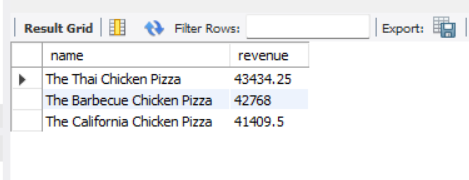 Result Grid Filter Rows: Export:
name revenue
The Thai Chicken Pizza 43434.25
The Barbecue Chicken Pizza 42768
The California Chicken Pizza 41409.5